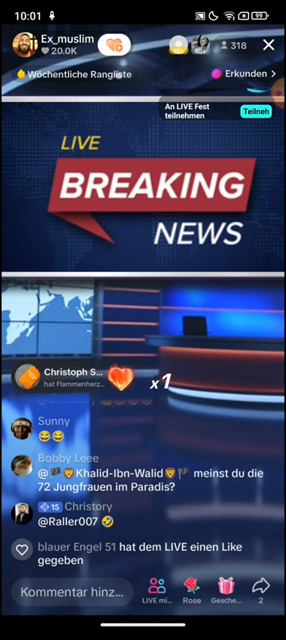 10:01
99
Ex_muslim
20.0K
318
Wöchentliche Rangliste
Erkunden >
An LIVE Fest
teilnehmen
Teilneh
LIVE
BREAKING
NEWS
Christoph S...
hat Flammenherz...
x1
Sunny
😂😂
Bobby Leee
@🏴🦁Khalid-Ibn-Walid🦁🏴 meinst du die
72 Jungfrauen im Paradis?
15 Christory
@Raller007 🤣
blauer Engel 51 hat dem LIVE einen Like
gegeben
Kommentar hinz...
LIVE mi...
Rose
Gesche...
2